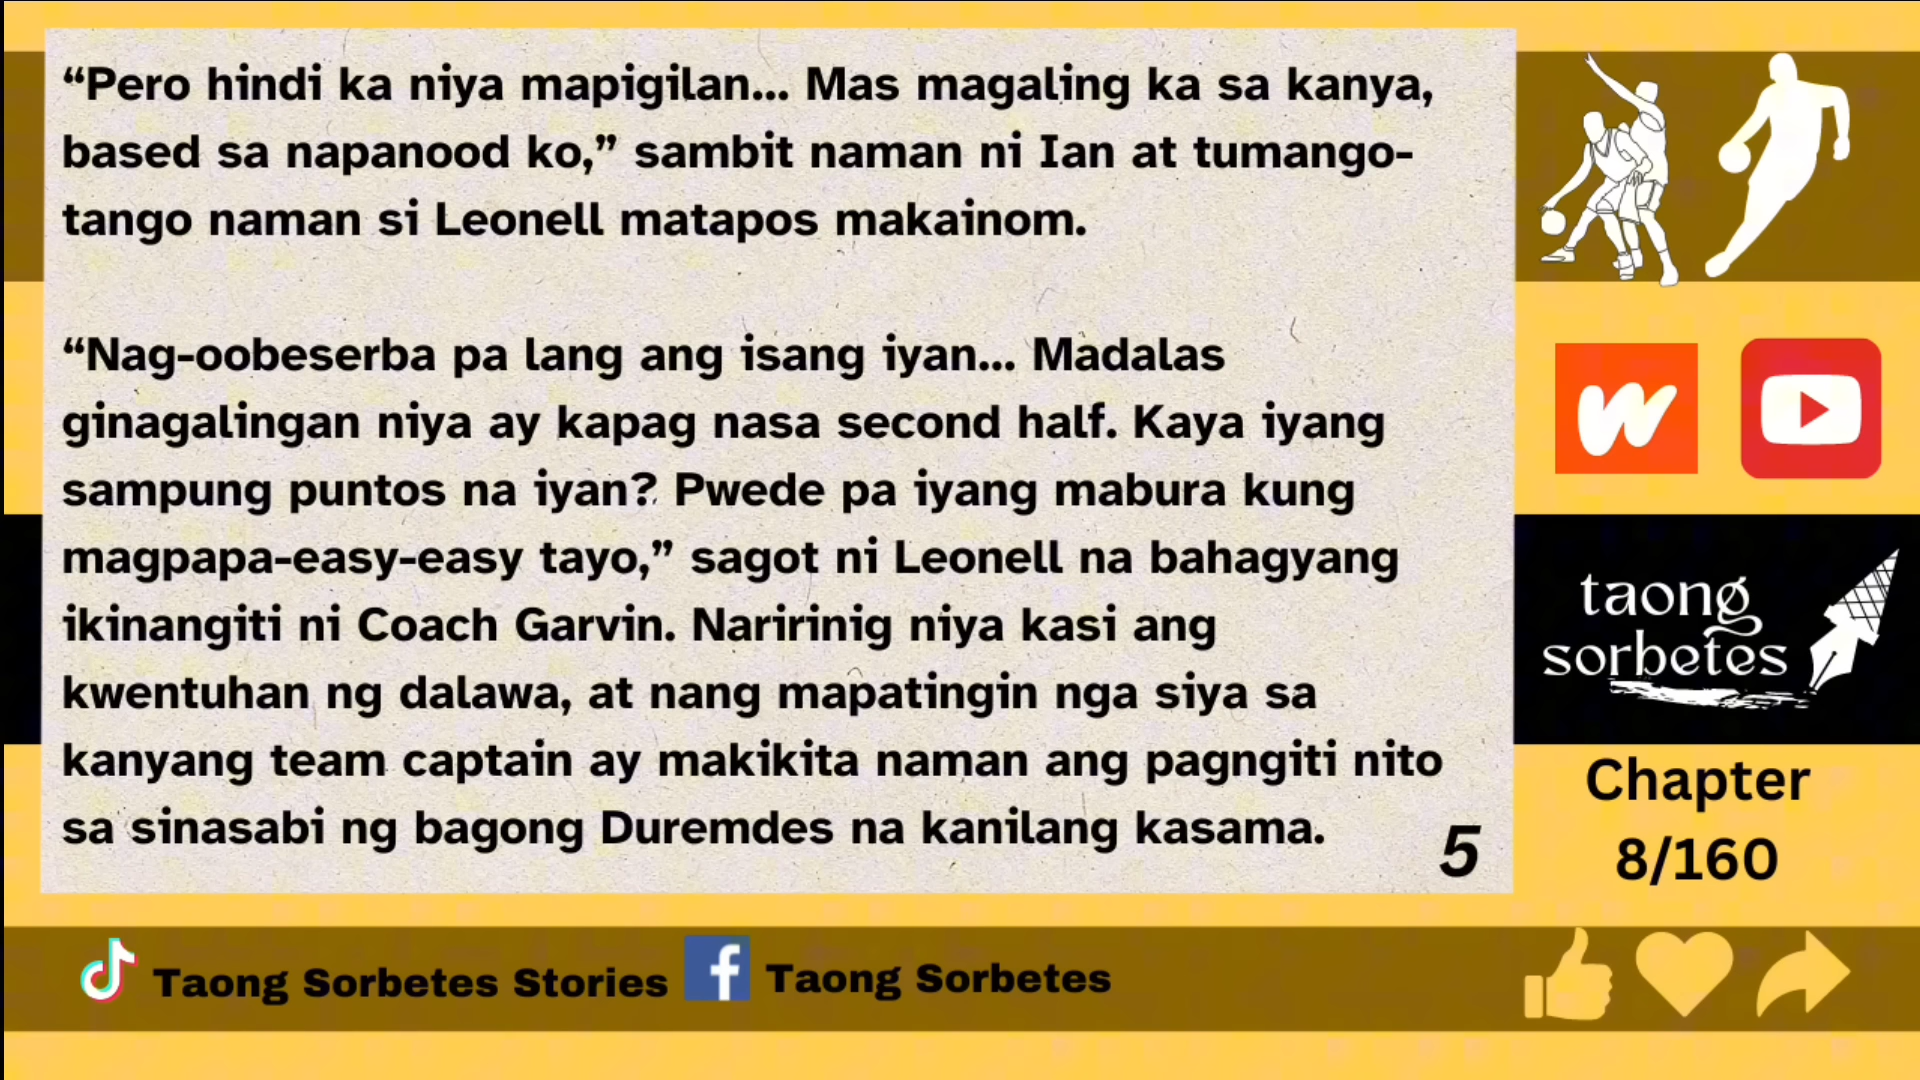 “Pero hindi ka niya mapigilan... Mas magaling ka sa kanya,
based sa napanood ko,” sambit naman ni Ian at tumango-
tango naman si Leonell matapos makainom.
“Nag-oobeserba pa lang ang isang iyan... Madalas
ginagalingan niya ay kapag nasa second half. Kaya iyang
sampung puntos na iyan? Pwede pa iyang mabura kung
magpapa-easy-easy tayo,” sagot ni Leonell na bahagyang
ikinangiti ni Coach Garvin. Naririnig niya kasi ang
kwentuhan ng dalawa, at nang mapatingin nga siya sa
kanyang team captain ay makikita naman ang pagngiti nito
sa sinasabi ng bagong Duremdes na kanilang kasama.
5
taong
sorbetes
Chapter
8/160
Taong Sorbetes Stories
Taong Sorbetes